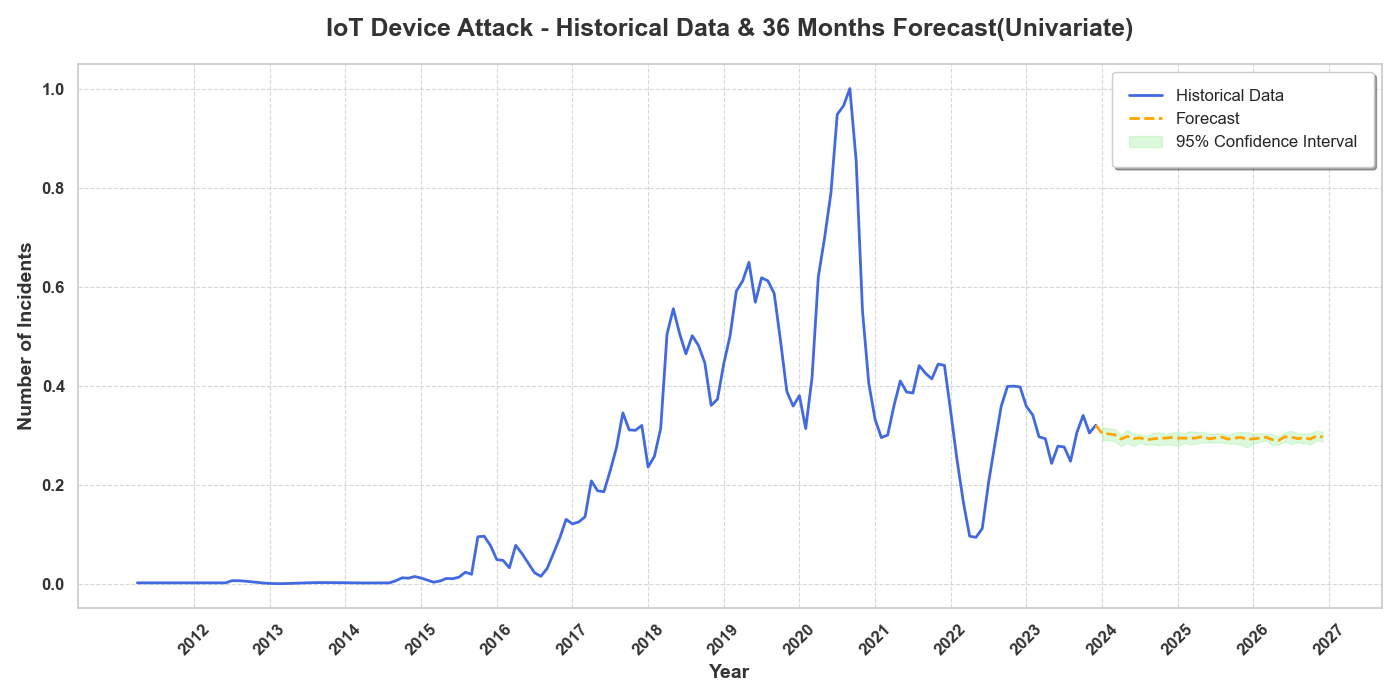 IoT Device Attack - Historical Data & 36 Months Forecast(Univariate)
Historical Data
Forecast
95% Confidence Interval
Number of Incidents
1.0
0.8
0.6
0.4
0.2
0.0
2012 2013 2014 2015 2016 2017 2018 2019 2020 2021 2022 2023 2024 2025 2026 2027
Year